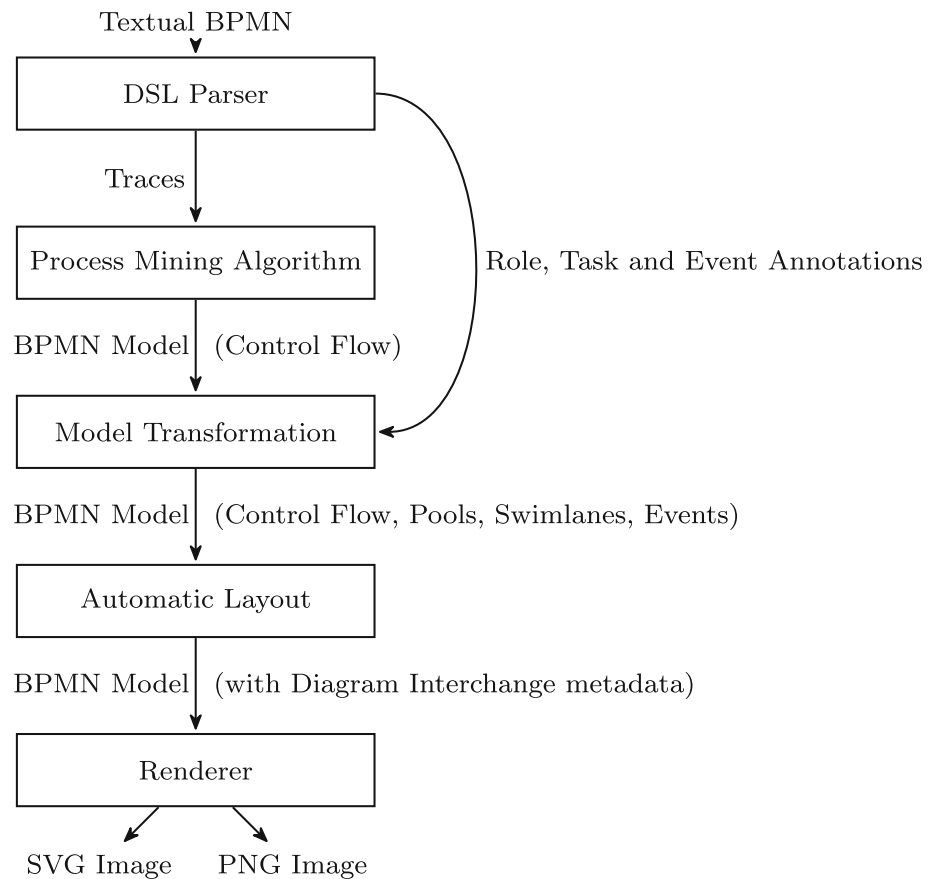 Textual BPMN
DSL Parser
Traces
Process Mining Algorithm
Role, Task and Event Annotations
BPMN Model (Control Flow)
Model Transformation
BPMN Model (Control Flow, Pools, Swimlanes, Events)
Automatic Layout
BPMN Model (with Diagram Interchange metadata)
Renderer
SVG Image PNG Image